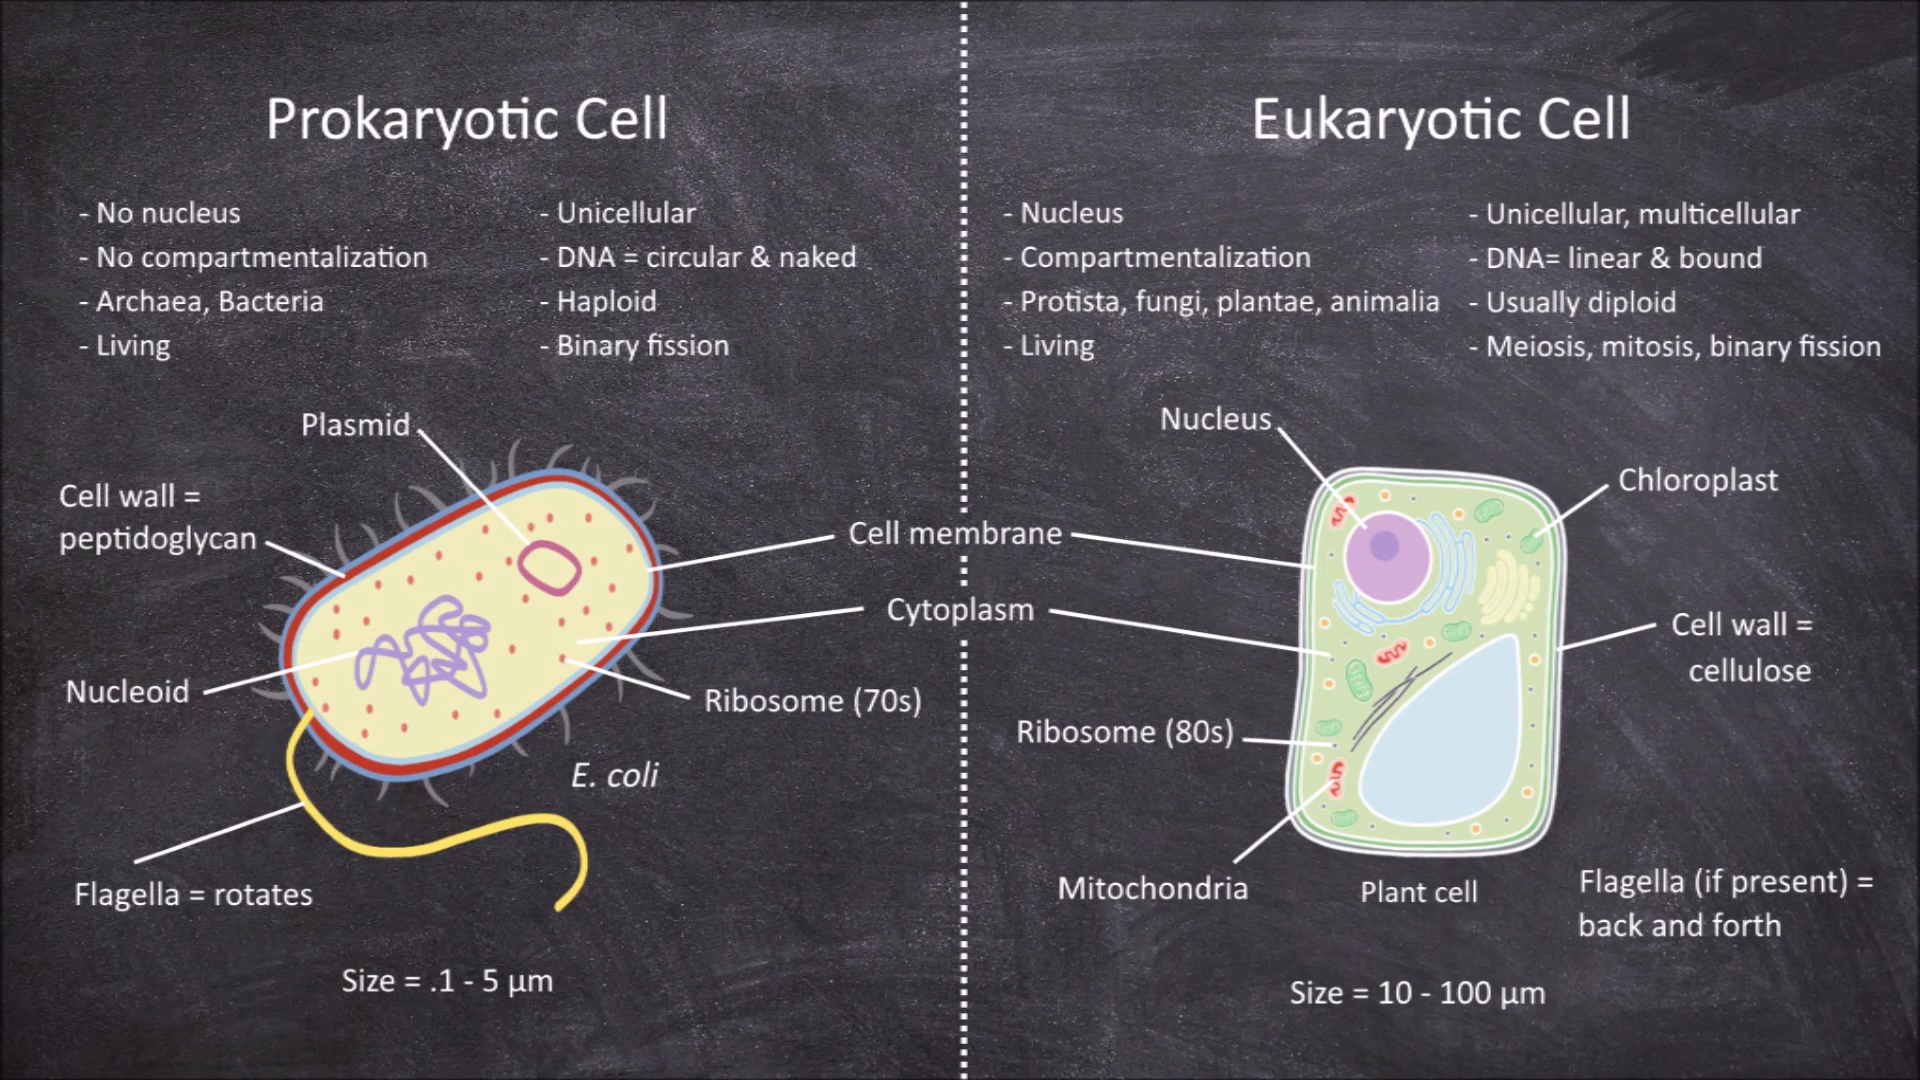 Prokaryotic Cell
- No nucleus
- No compartmentalization
- Archaea, Bacteria
- Living
- Unicellular
- DNA = circular & naked
- Haploid
- Binary fission
Plasmid
Cell wall =
peptidoglycan
Nucleoid
Flagella = rotates
Ribosome (70s)
E. coli
Size = .1 - 5 µm
Cell membrane
Cytoplasm
Eukaryotic Cell
- Nucleus
- Compartmentalization
- Protista, fungi, plantae, animalia
- Living
- Unicellular, multicellular
- DNA= linear & bound
- Usually diploid
- Meiosis, mitosis, binary fission
Nucleus
Chloroplast
Cell wall =
cellulose
Ribosome (80s)
Mitochondria
Plant cell
Flagella (if present) =
back and forth
Size = 10 - 100 µm